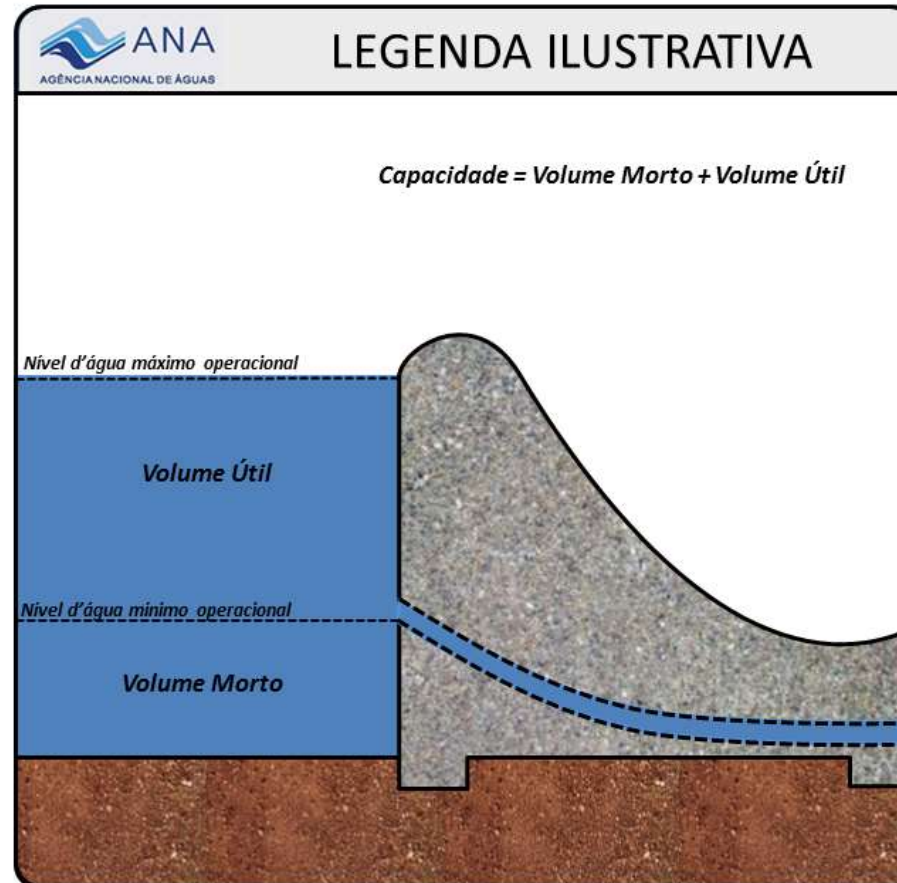 ANA
AGÊNCIA NACIONAL DE ÁGUAS
LEGENDA ILUSTRATIVA
Capacidade = Volume Morto + Volume Útil
Nível d'água máximo operacional
Volume Útil
Nível d'água mínimo operacional
Volume Morto